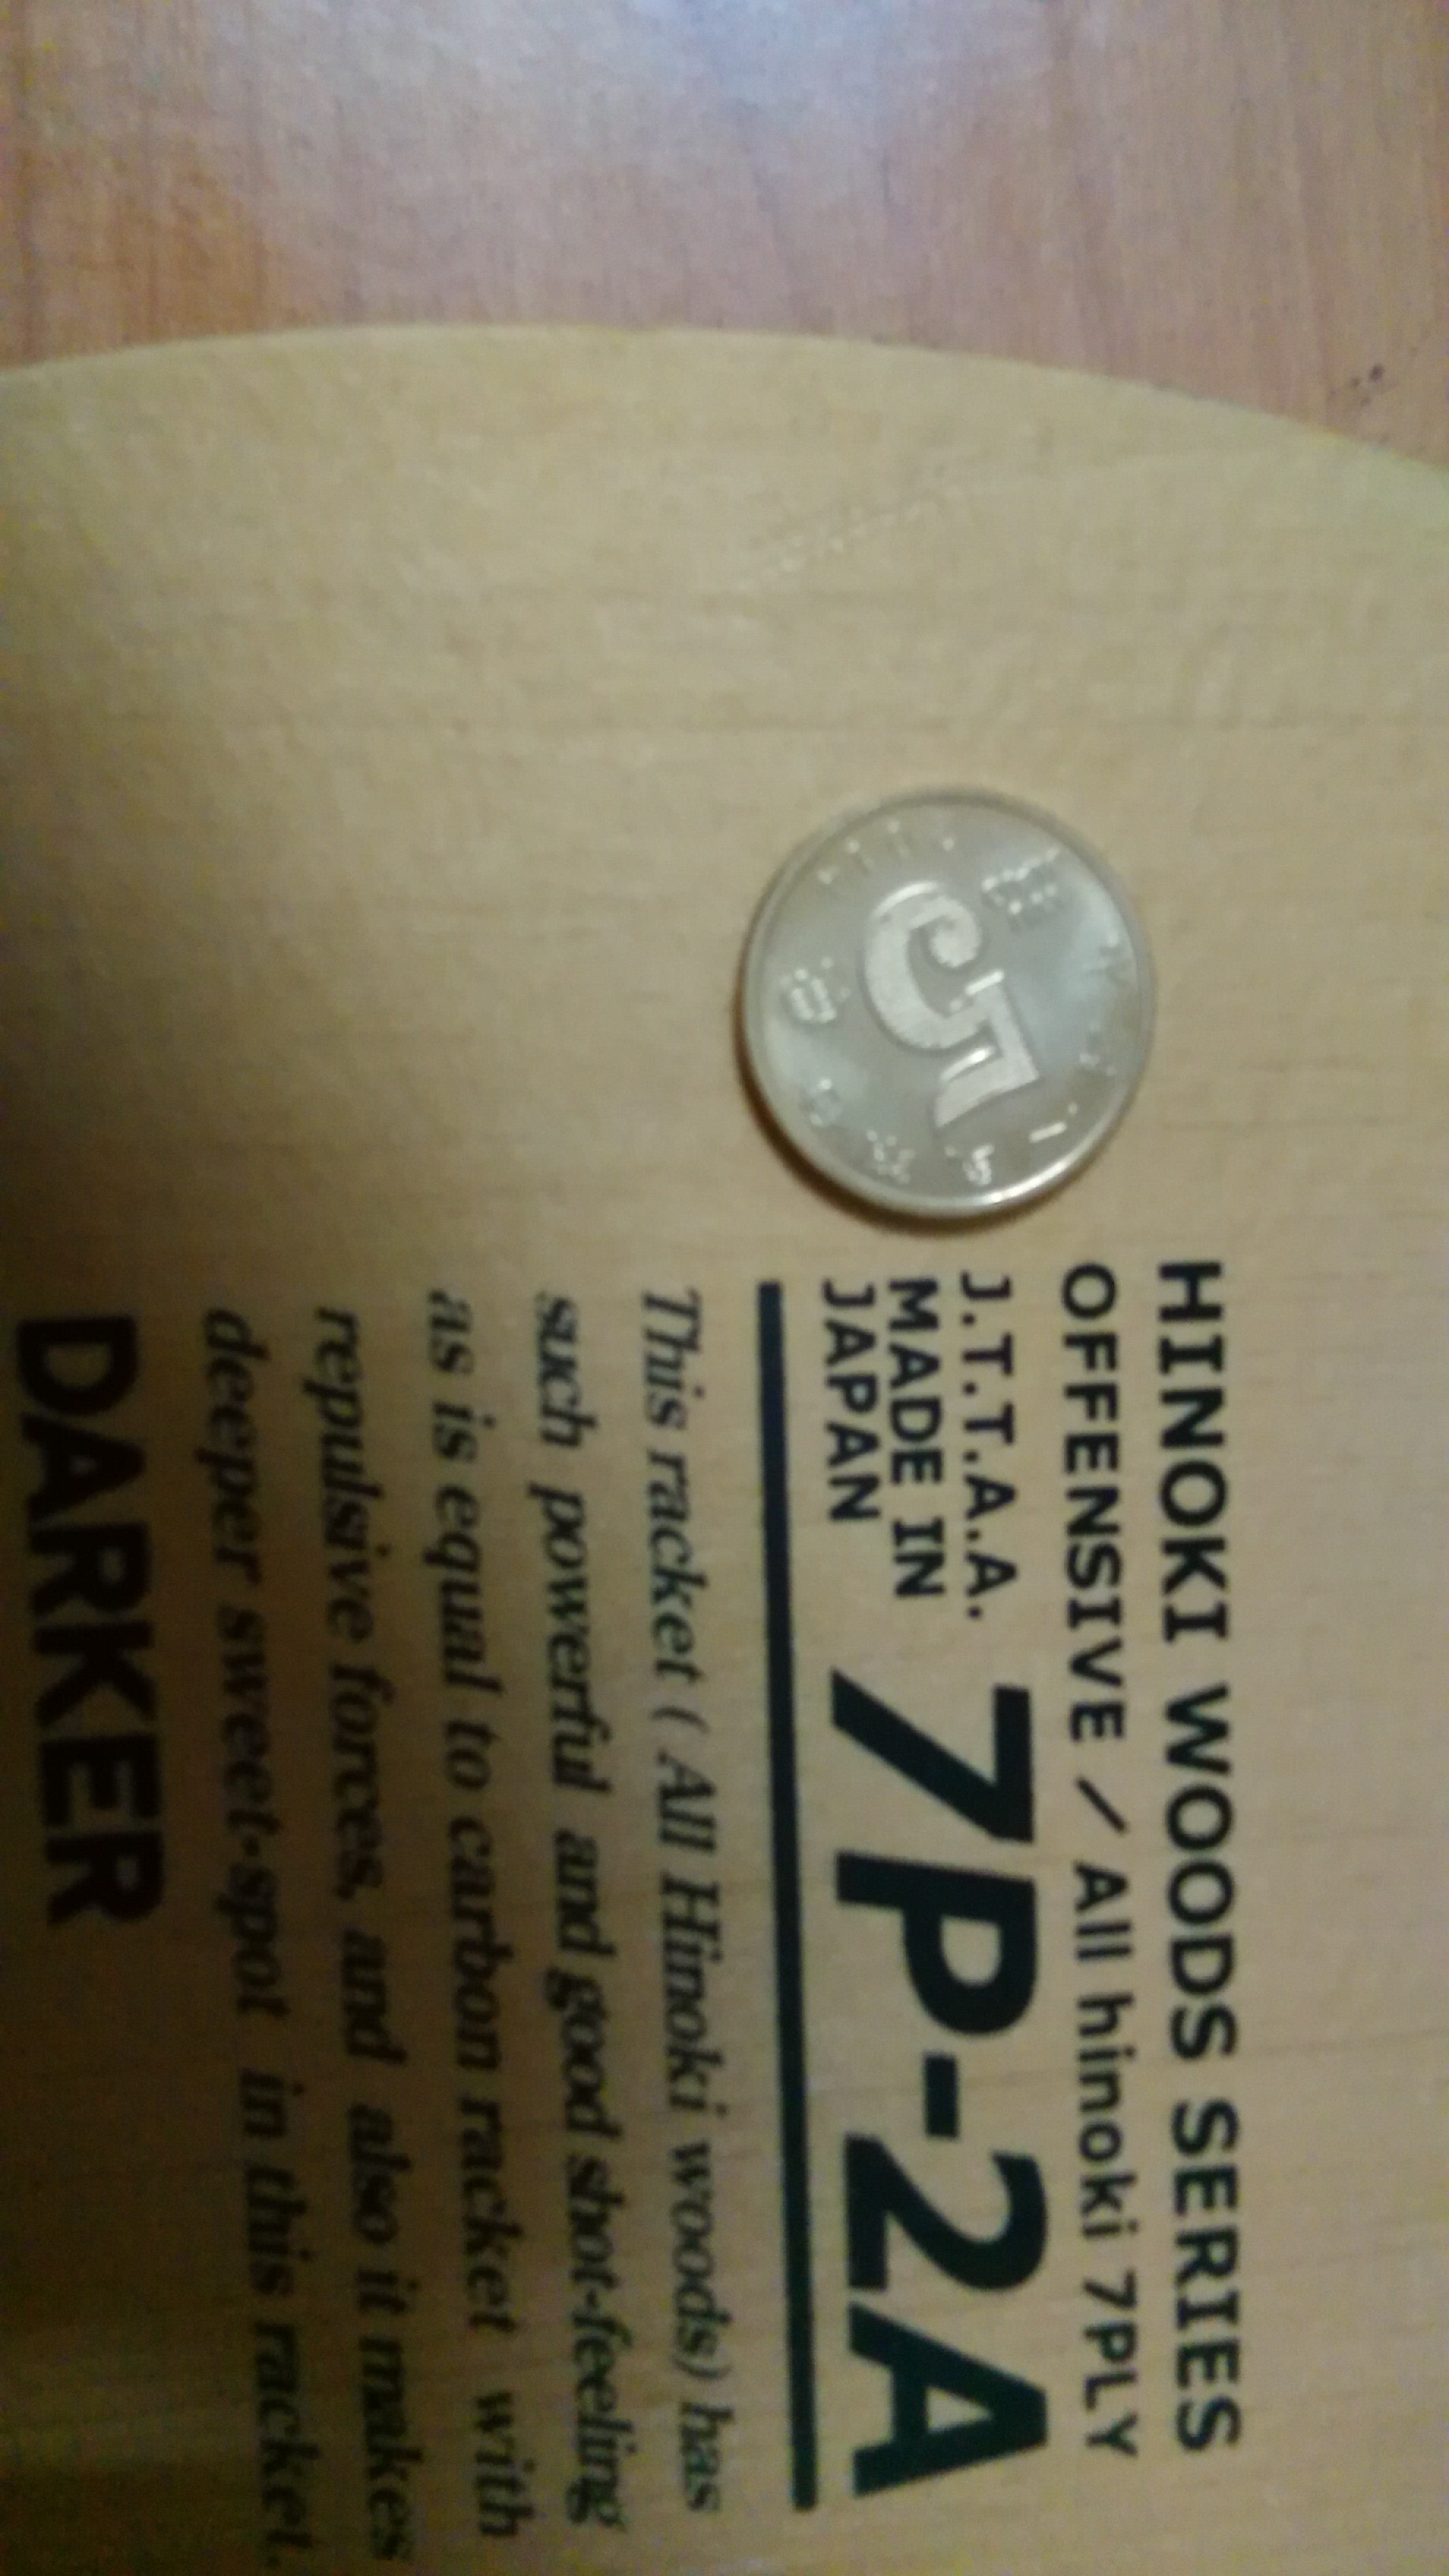 HINOKI WOODS SERIES
OFFENSIVE / All hinoki 7PLY
J.T.T.A.A.
MADE IN
JAPAN
7P-2A
This racket ( All Hinoki woods) has
such powerful and good shot-feeling
as is equal to carbon racket with
repulsive forces, and also it makes
deeper sweet-spot in this racket.
DARKER
5